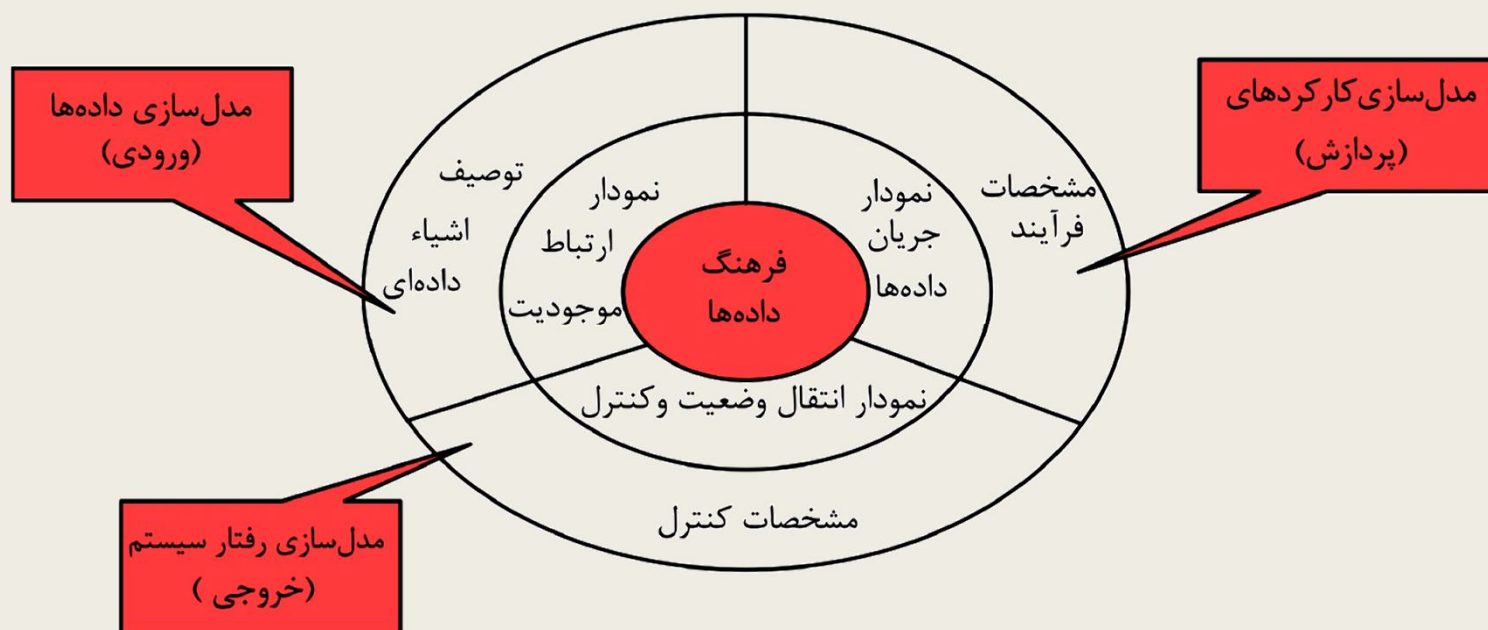 مدل‌سازی کارکردهای
(پردازش)
مدل‌سازی داده‌ها
(ورودی)
مشخصات
فرآیند
نمودار
جریان
داده‌ها
توصیف
اشیاء
داده‌ای
نمودار
ارتباط
موجودیت
فرهنگ
داده‌ها
نمودار انتقال وضعیت وکنترل
مشخصات کنترل
مدل‌سازی رفتار سیستم
(خروجی )